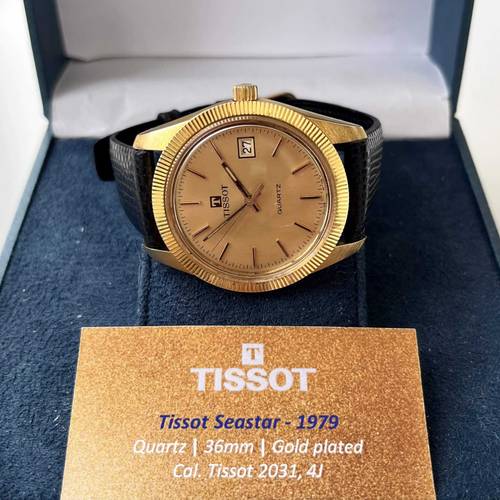 27
T
TISSOT
QUARTZ
T
TISSOT
Tissot Seastar - 1979
Quartz | 36mm | Gold plated
Cal. Tissot 2031, 4J